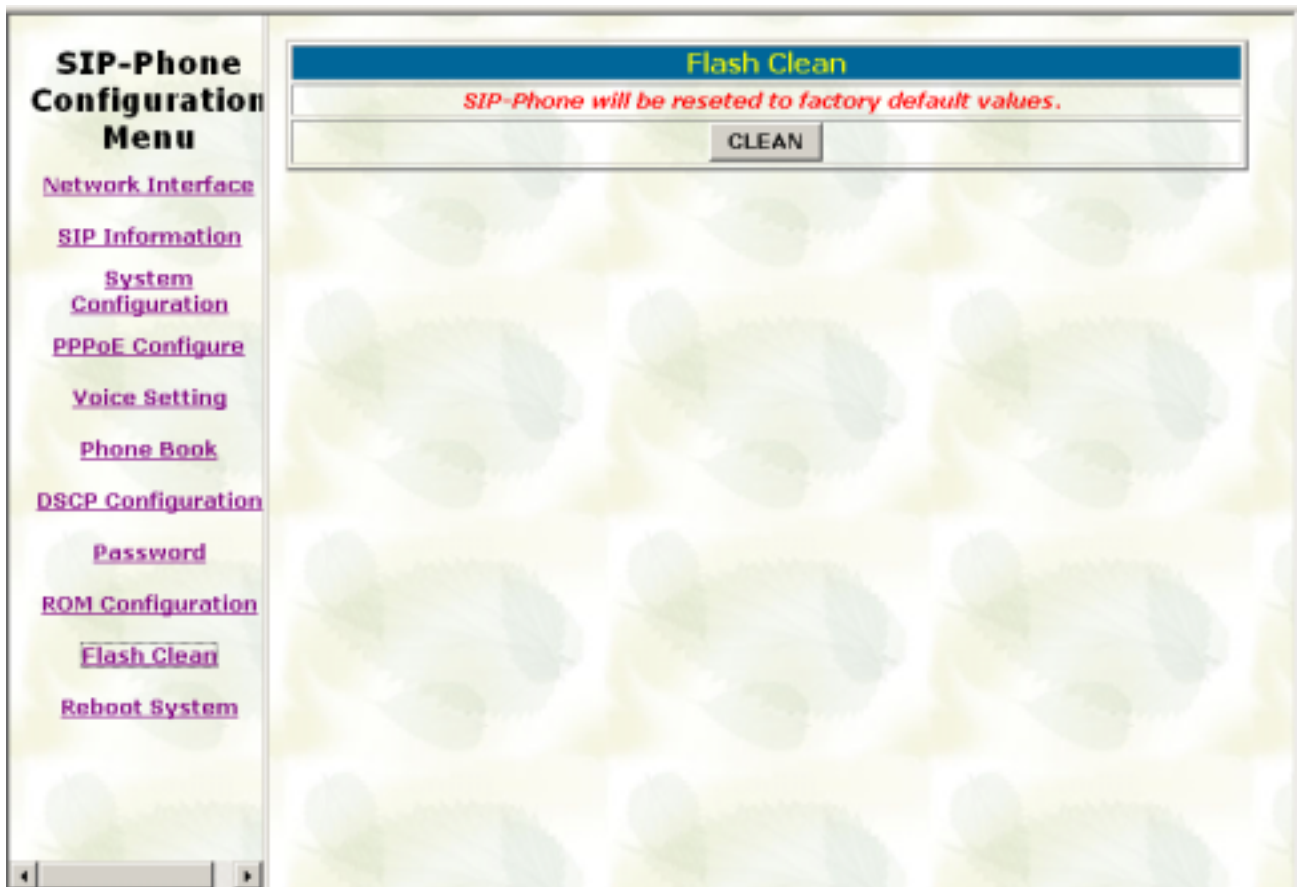 SIP-Phone
Configuration
Menu
Network Interface
SIP Information
System
Configuration
PPPoE Configure
Voice Setting
Phone Book
DSCP Configuration
Password
ROM Configuration
Flash Clean
Reboot System
Flash Clean
SIP-Phone will be reseted to factory default values.
CLEAN